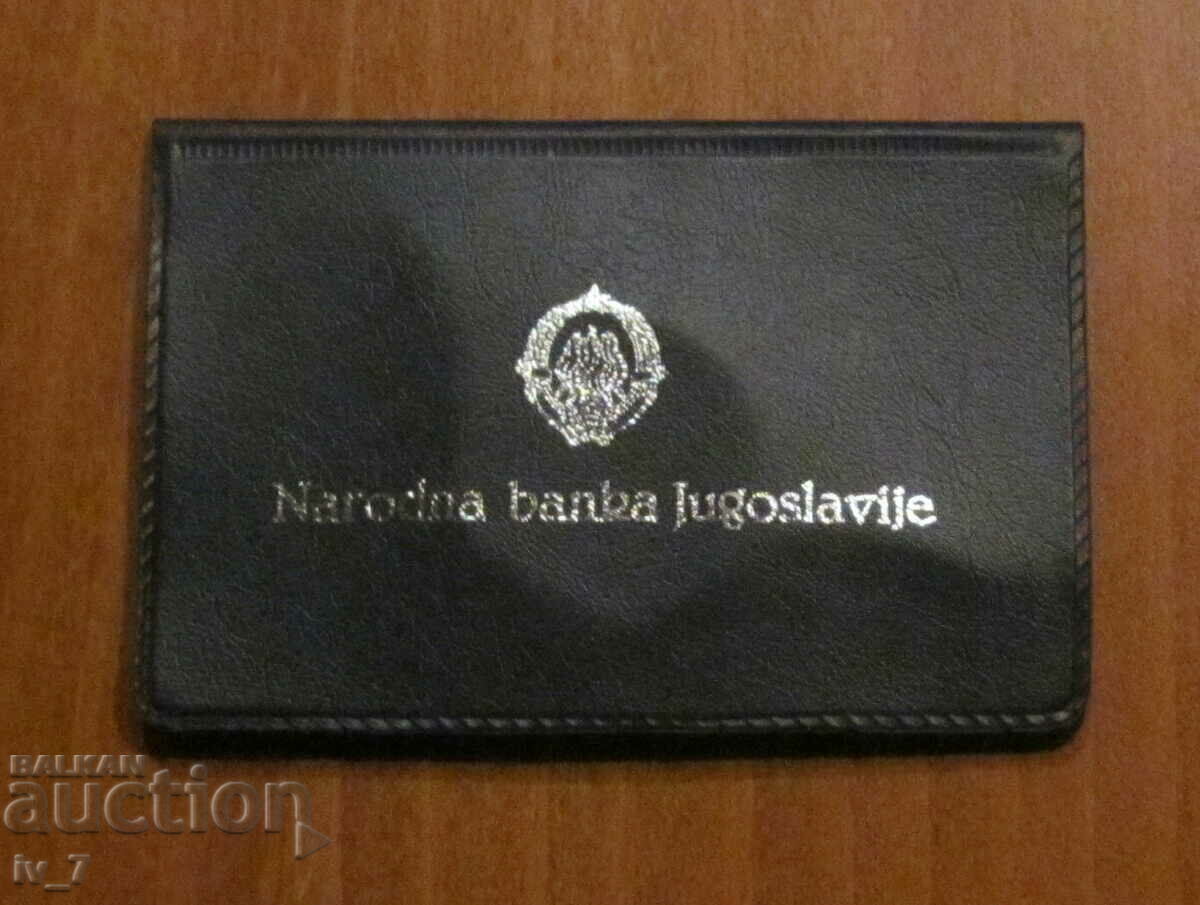 Narodna banka Jugoslavije
BALKAN
auction
iv_7